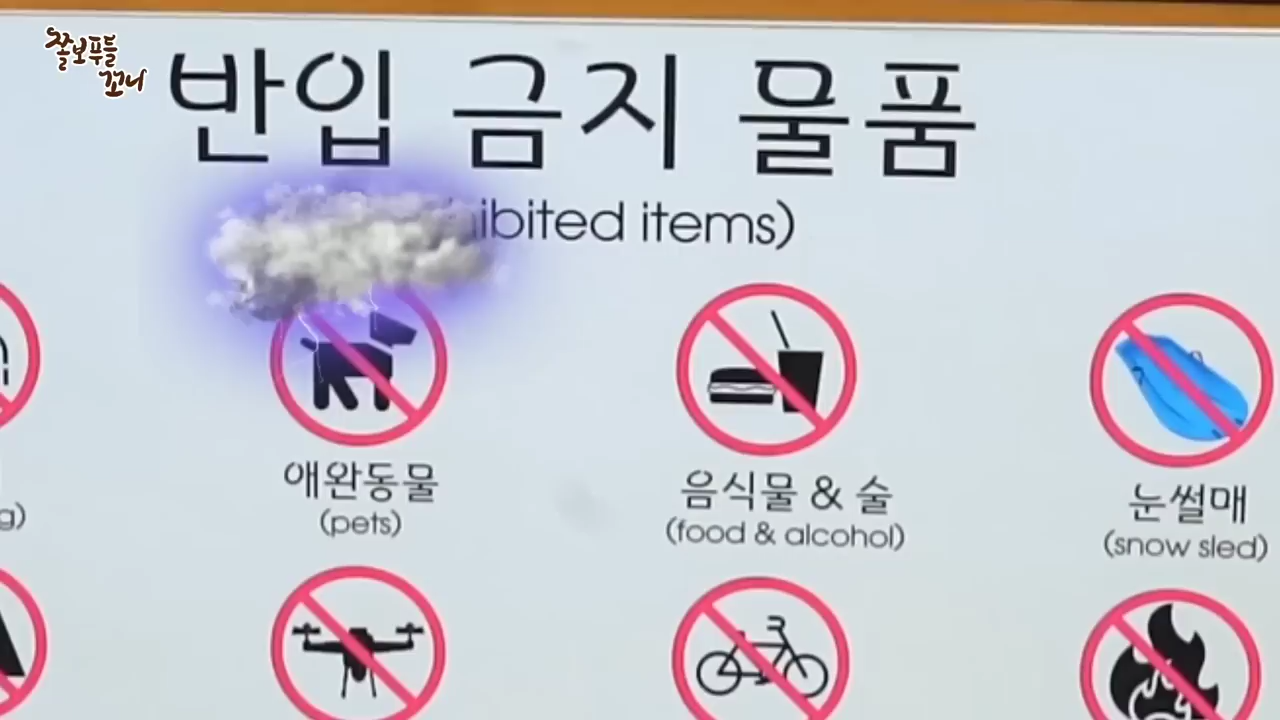 쫄보푸들
꼬니
반입 금지 물품
ibited items)
애완동물
(pets)
음식물 & 술
(food & alcohol)
눈썰매
(snow sled)
g)